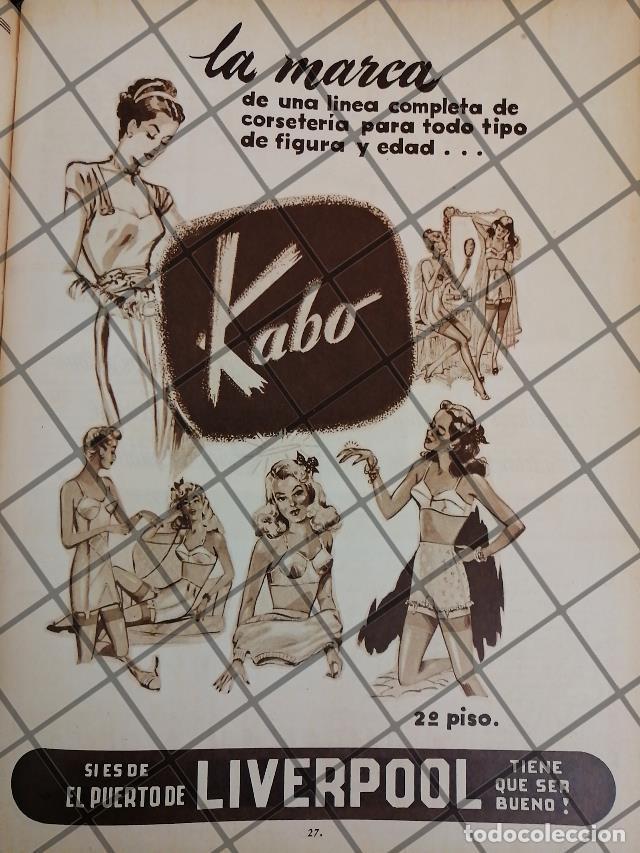 la marca
de una linea completa de
corsetería para todo tipo
de figura y edad . . .
Kabo
2º piso.
SI ES DE
EL PUERTO DE
LIVERPOOL
TIENE
QUE SER
BUENO !
27.
todocoleccion